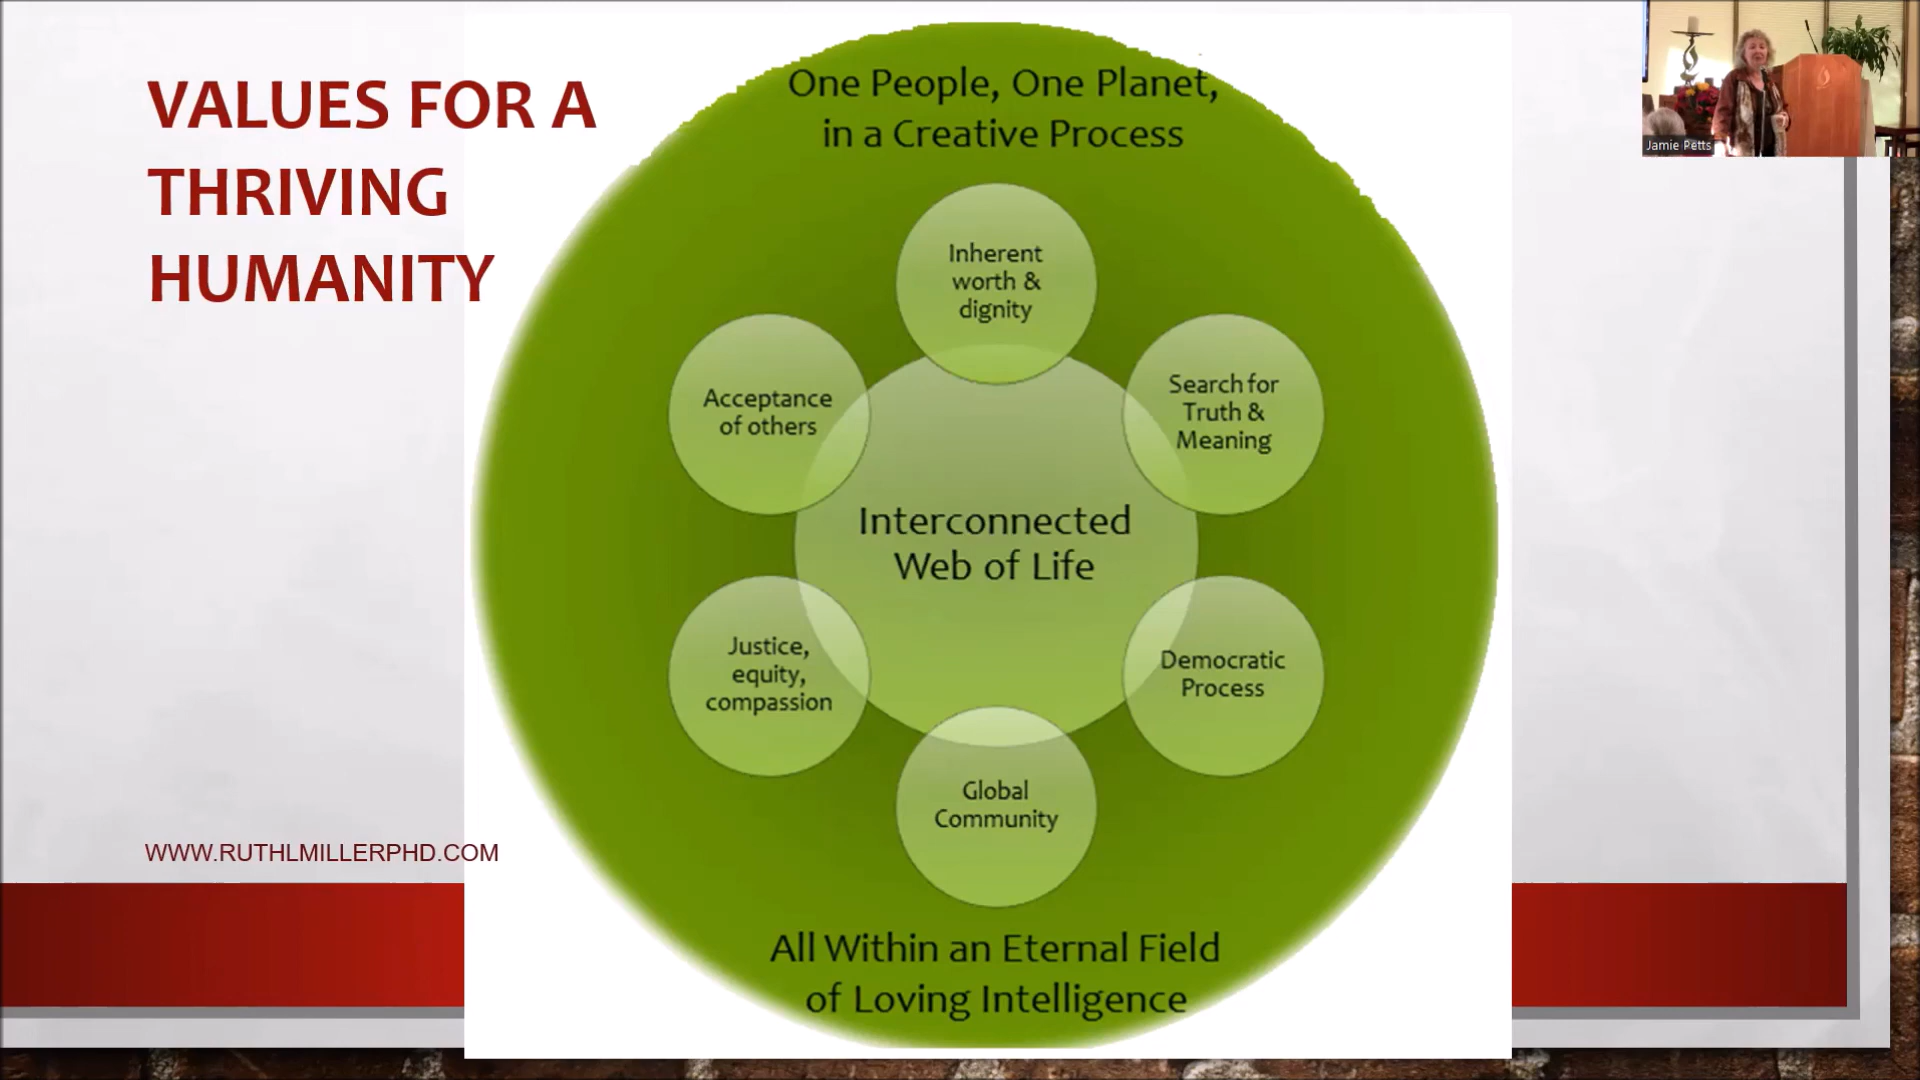 VALUES FOR A
THRIVING
HUMANITY
One People, One Planet,
in a Creative Process
Inherent
worth &
dignity
Search for
Truth &
Meaning
Acceptance
of others
Interconnected
Web of Life
Justice,
equity,
compassion
Democratic
Process
Global
Community
All Within an Eternal Field
of Loving Intelligence
WWW.RUTHLMILLERPHD.COM
Jamie Petts